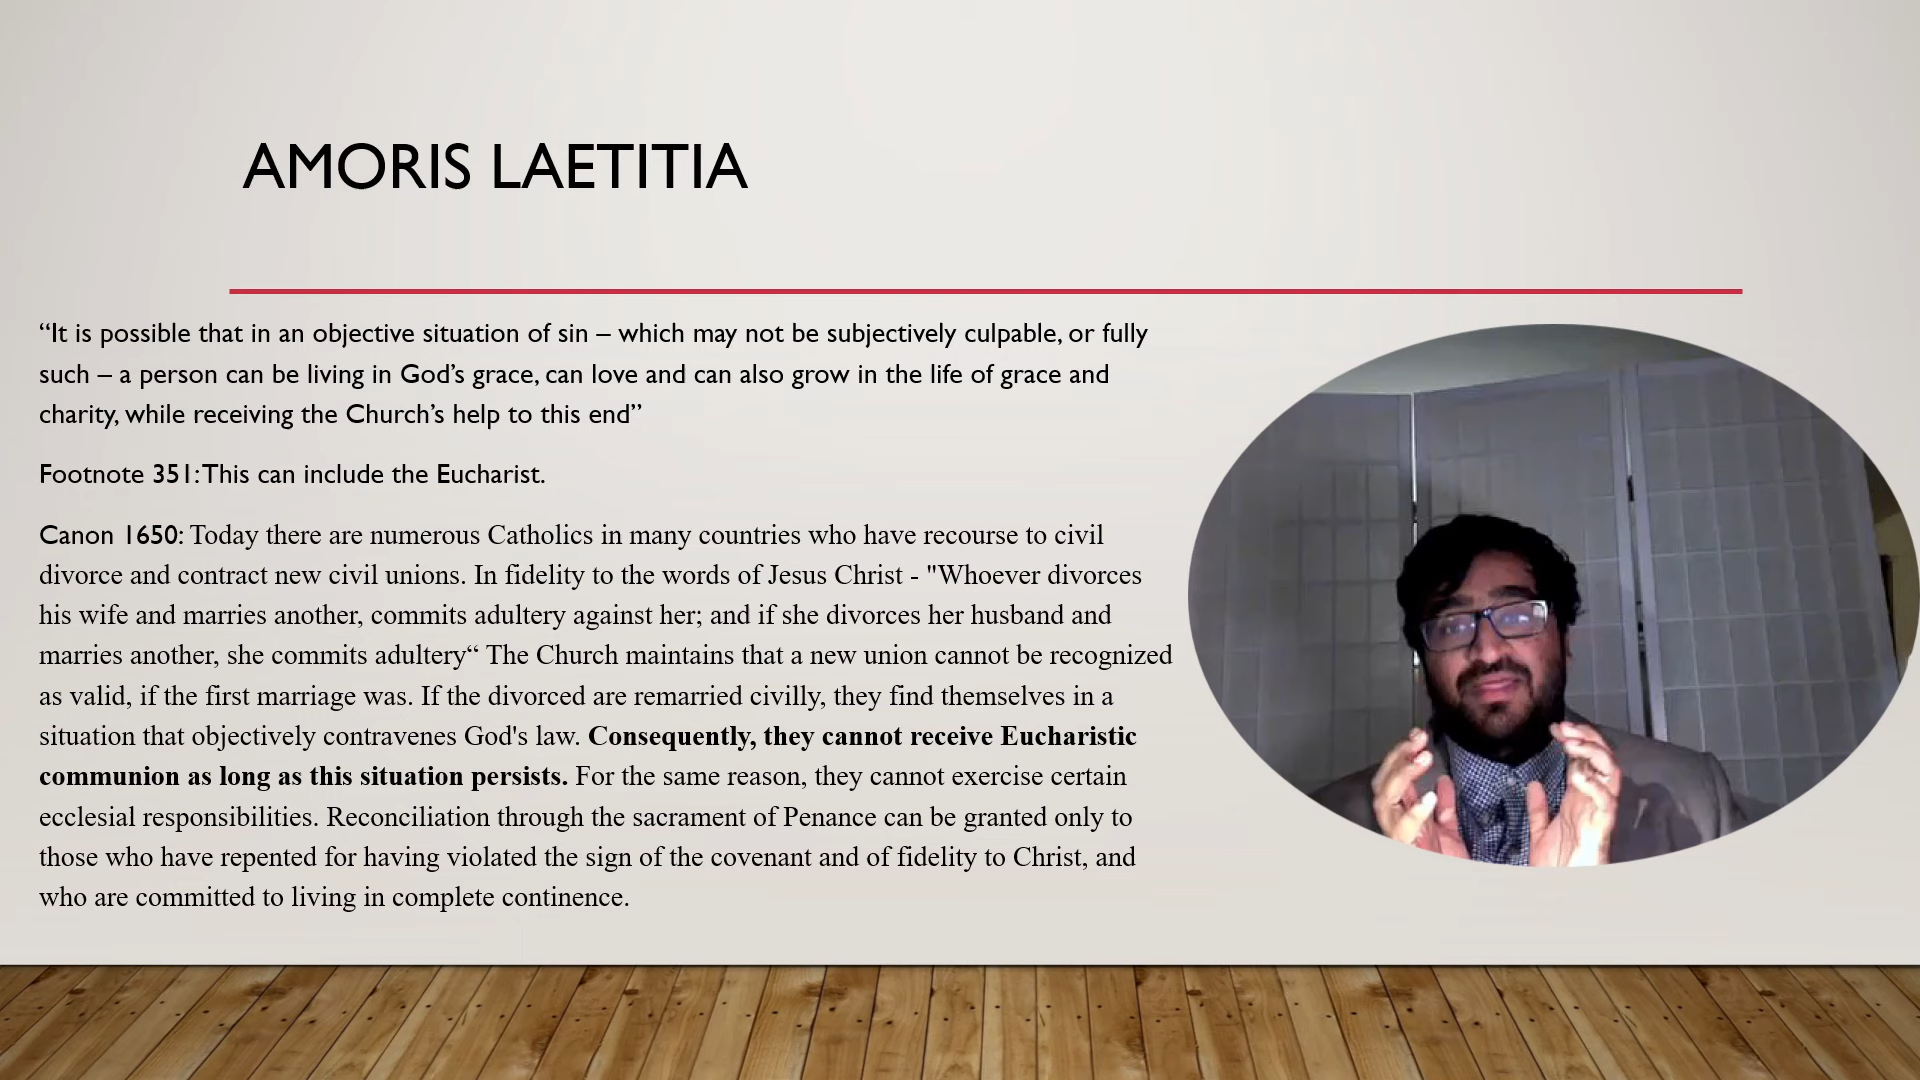 AMORIS LAETITIA
“It is possible that in an objective situation of sin – which may not be subjectively culpable, or fully
such – a person can be living in God’s grace, can love and can also grow in the life of grace and
charity, while receiving the Church’s help to this end”
Footnote 351: This can include the Eucharist.
Canon 1650: Today there are numerous Catholics in many countries who have recourse to civil
divorce and contract new civil unions. In fidelity to the words of Jesus Christ - "Whoever divorces
his wife and marries another, commits adultery against her; and if she divorces her husband and
marries another, she commits adultery“ The Church maintains that a new union cannot be recognized
as valid, if the first marriage was. If the divorced are remarried civilly, they find themselves in a
situation that objectively contravenes God's law. Consequently, they cannot receive Eucharistic
communion as long as this situation persists. For the same reason, they cannot exercise certain
ecclesial responsibilities. Reconciliation through the sacrament of Penance can be granted only to
those who have repented for having violated the sign of the covenant and of fidelity to Christ, and
who are committed to living in complete continence.